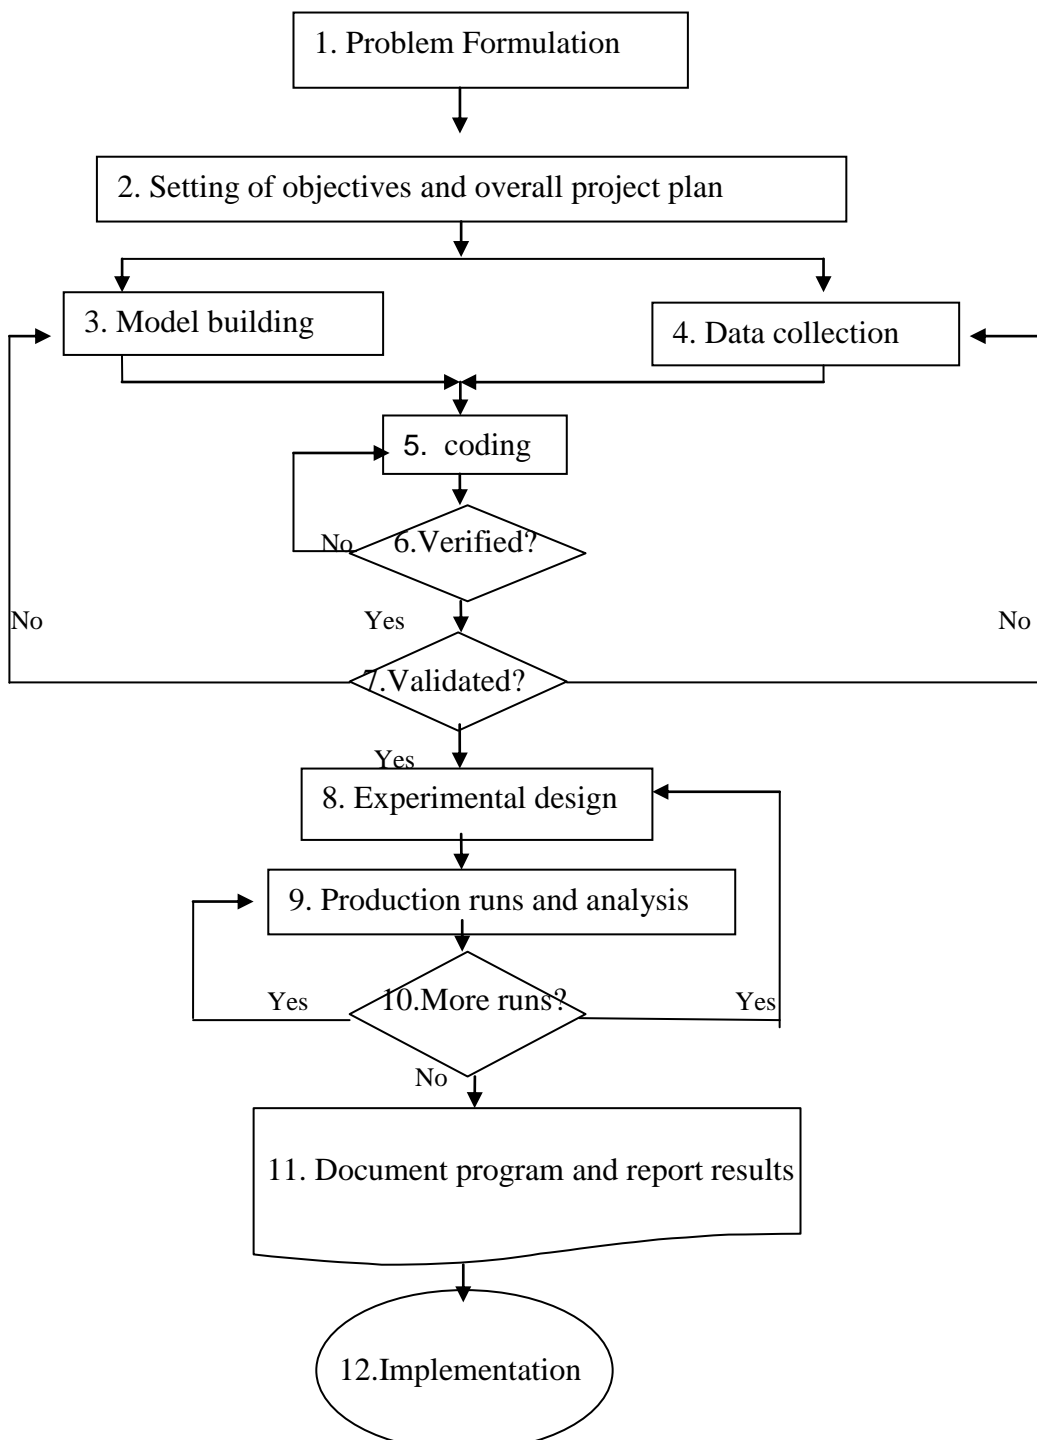 1. Problem Formulation
2. Setting of objectives and overall project plan
3. Model building
4. Data collection
5. coding
No
6.Verified?
No
Yes
No
7.Validated?
Yes
8. Experimental design
9. Production runs and analysis
Yes
10.More runs?
Yes
No
11. Document program and report results
12.Implementation